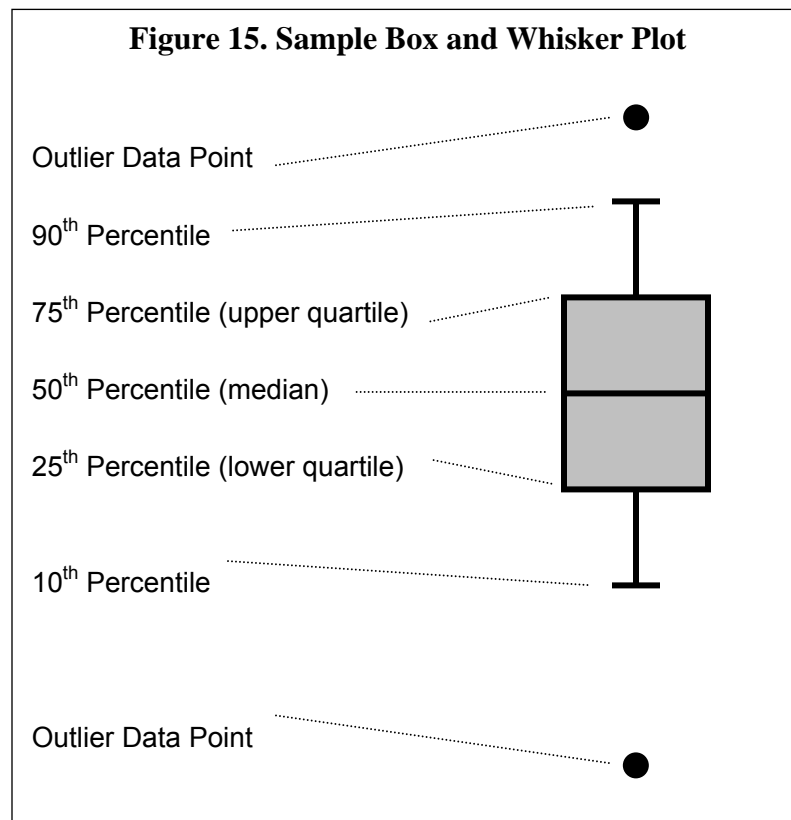 Figure 15. Sample Box and Whisker Plot
Outlier Data Point
90th Percentile
75th Percentile (upper quartile)
50th Percentile (median)
25th Percentile (lower quartile)
10th Percentile
Outlier Data Point